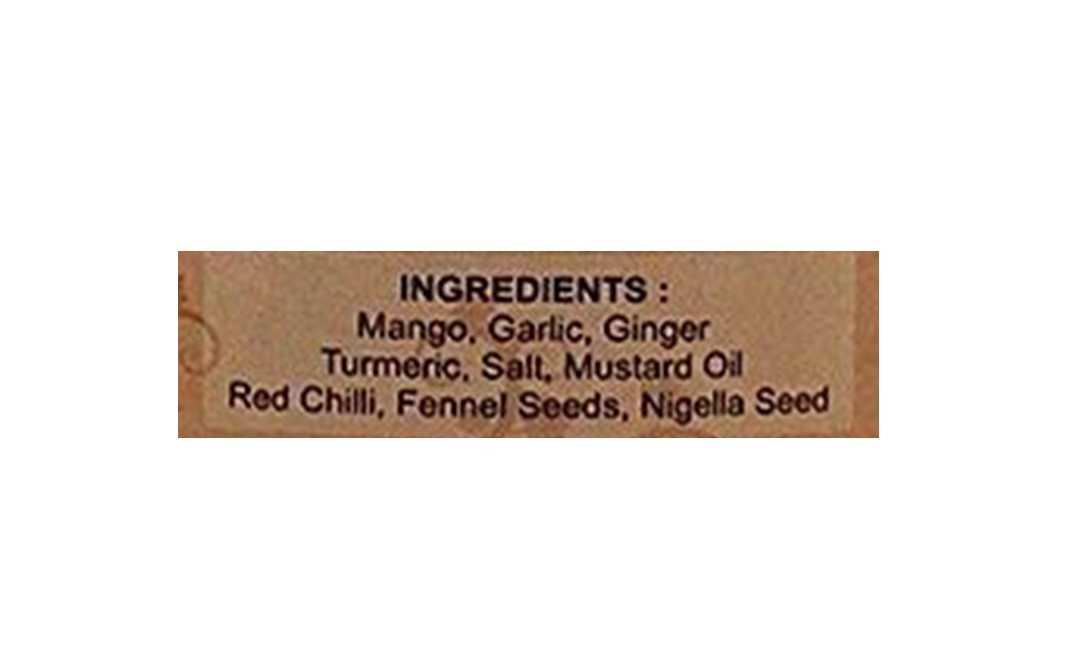 INGREDIENTS :
Mango, Garlic, Ginger
Turmeric, Salt, Mustard Oil
Red Chilli, Fennel Seeds, Nigella Seed